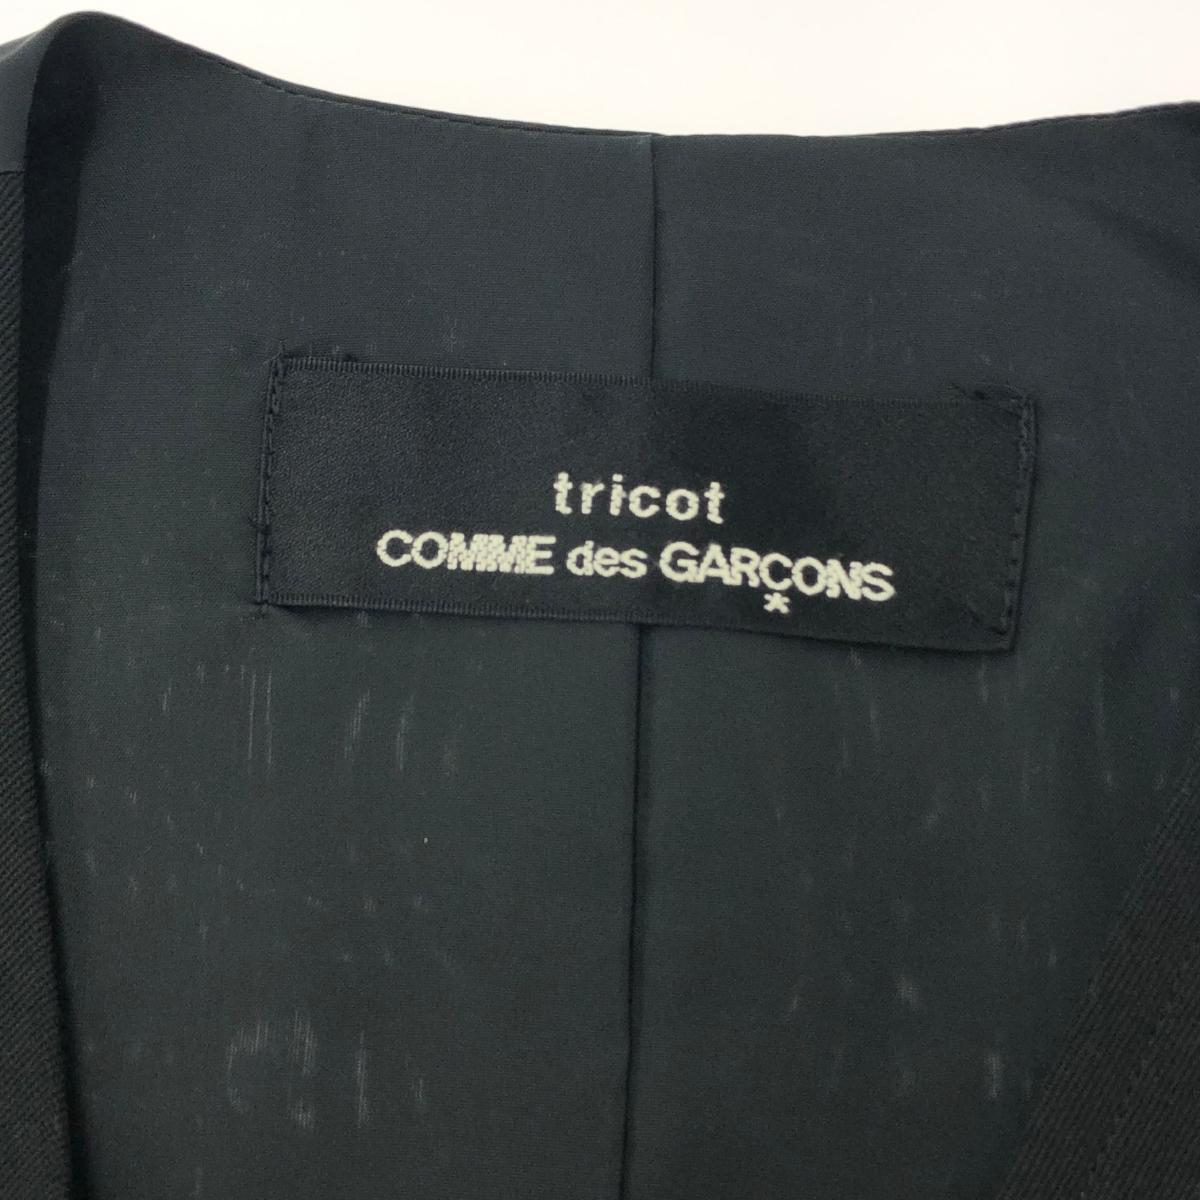 tricot
COMME des GARÇONS
*